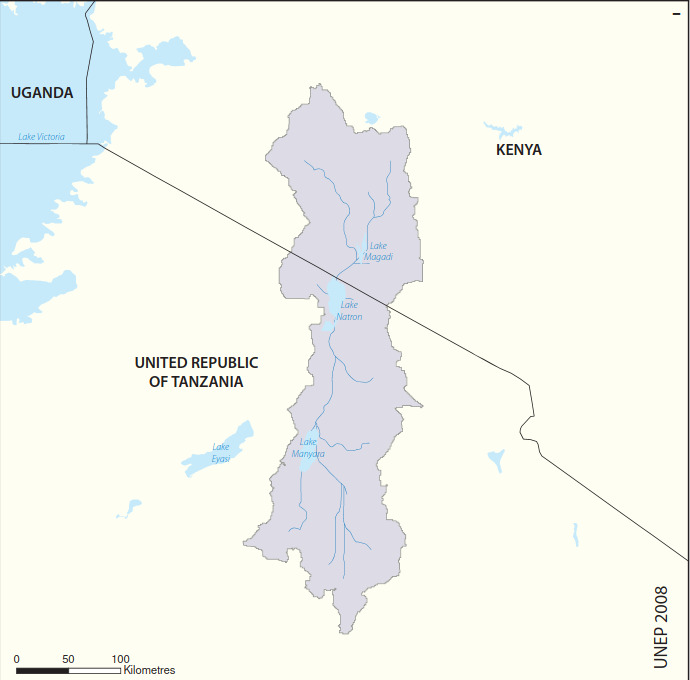 UGANDA
Lake Victoria
KENYA
Lake
Magadi
Lake
Natron
UNITED REPUBLIC
OF TANZANIA
Lake
Eyasi
Lake
Manyara
UNEP 2008
0 50 100
Kilometres